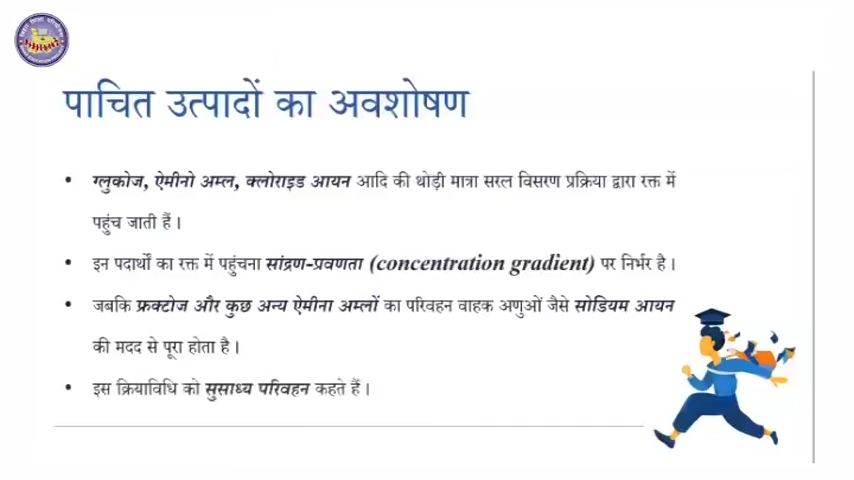 पाचित उत्पादों का अवशोषण
• ग्लुकोज, ऐमीनो अम्ल, क्लोराइड आयन आदि की थोड़ी मात्रा सरल विसरण प्रक्रिया द्वारा रक्त में
पहुंच जाती हैं ।
• इन पदार्थों का रक्त में पहुंचना सांद्रण-प्रवणता (concentration gradient) पर निर्भर है ।
• जबकि फ्रक्टोज और कुछ अन्य ऐमीना अम्लों का परिवहन वाहक अणुओं जैसे सोडियम आयन
की मदद से पूरा होता है ।
• इस क्रियाविधि को सुसाध्य परिवहन कहते हैं ।